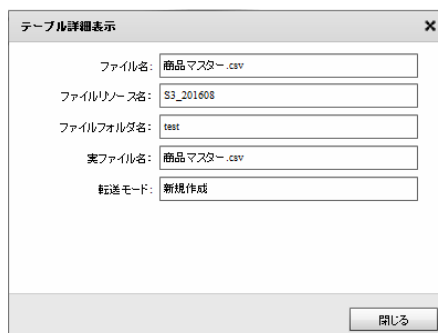 テーブル詳細表示
ファイル名: 商品マスター.csv
ファイルリソース名: S3_201608
ファイルフォルダ名: test
実ファイル名: 商品マスター.csv
転送モード: 新規作成
閉じる